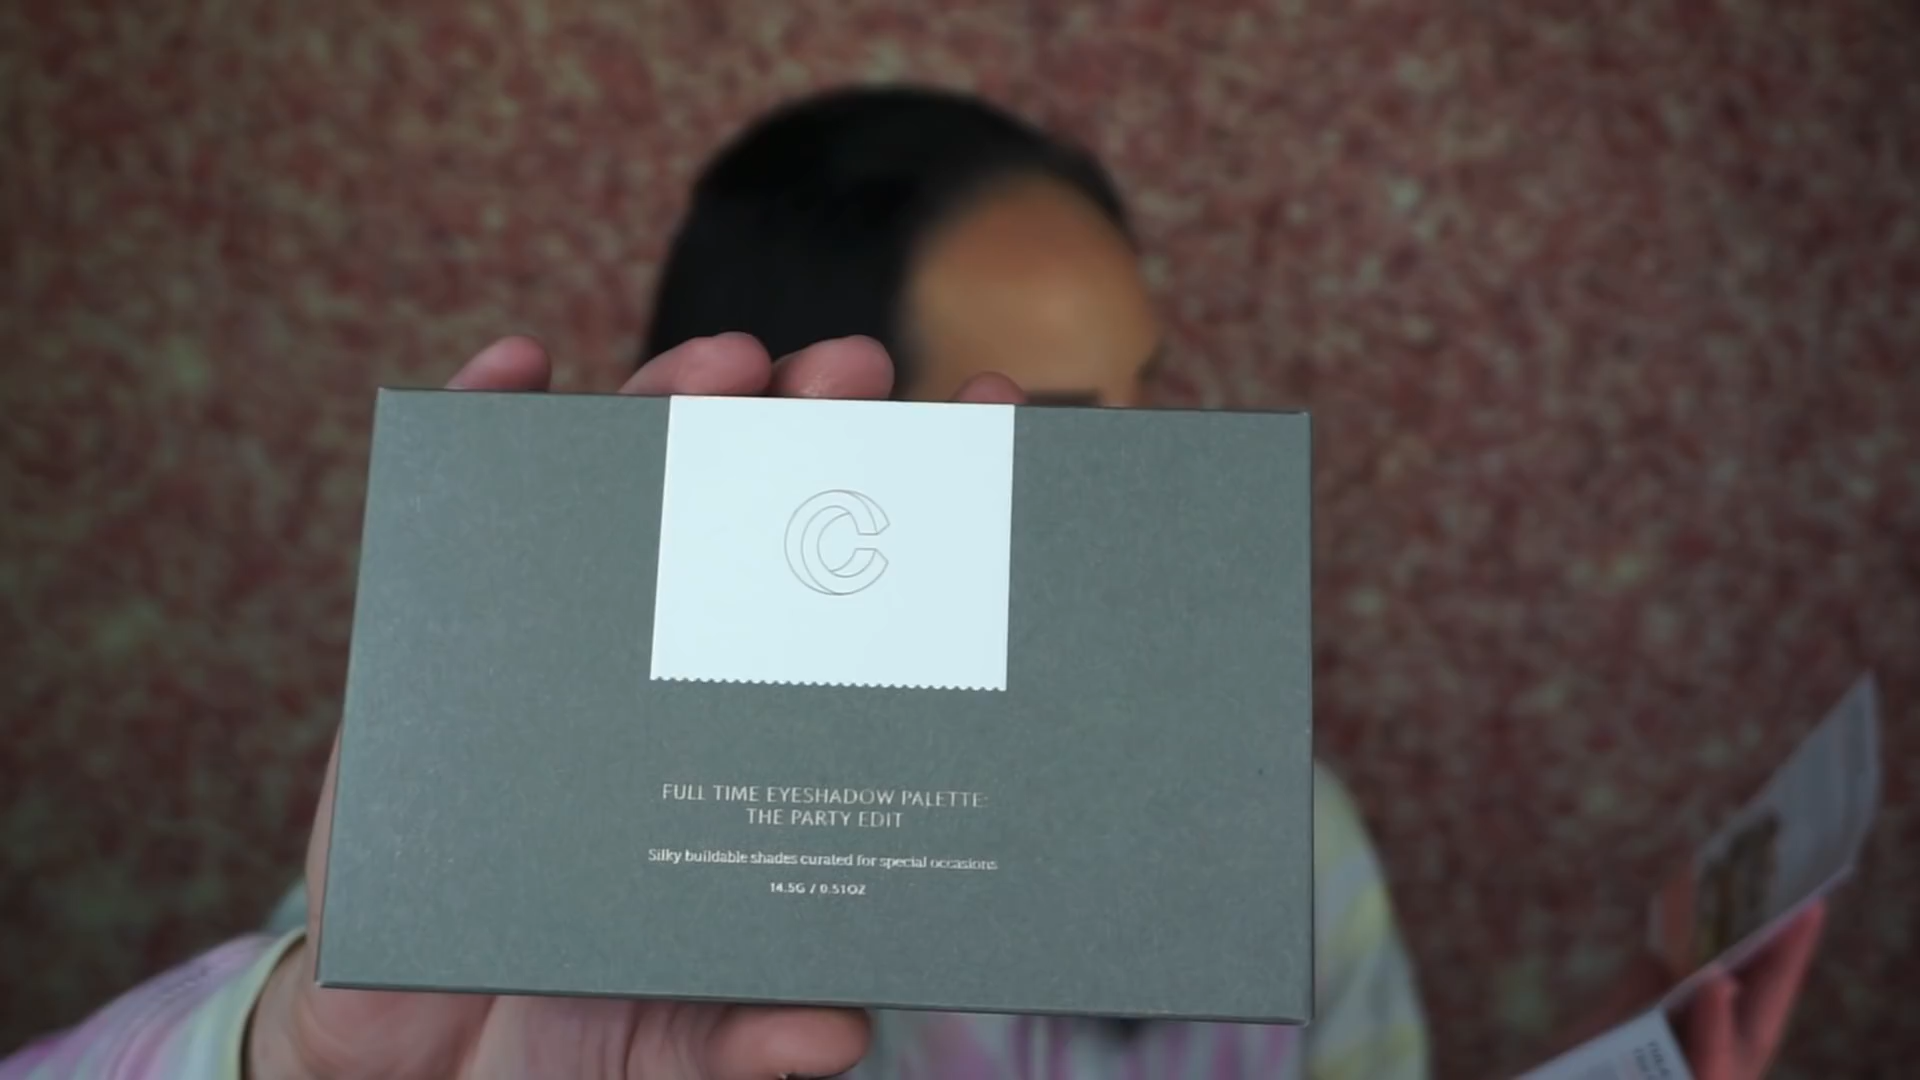 C
FULL TIME EYESHADOW PALETTE:
THE PARTY EDIT
Silky buildable shades curated for special occasions
14.5G / 0.51OZ